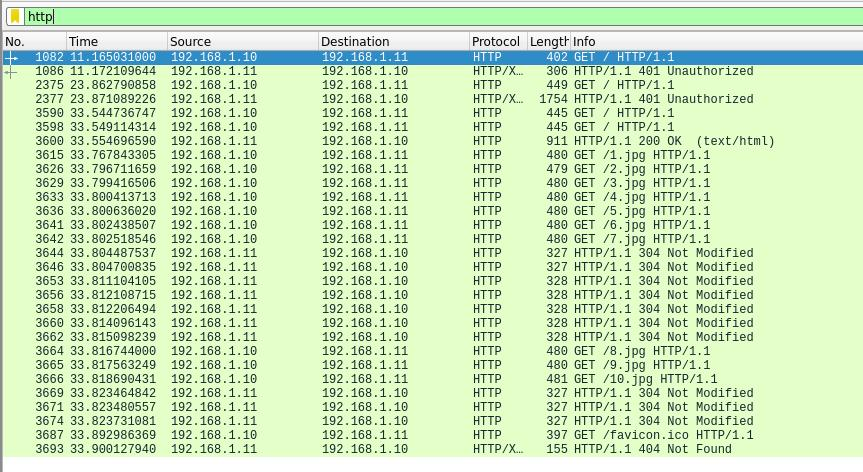 http
No. Time Source Destination Protocol Length Info
1082 11.165031000 192.168.1.10 192.168.1.11 HTTP 402 GET / HTTP/1.1
1086 11.172109644 192.168.1.11 192.168.1.10 HTTP/X… 306 HTTP/1.1 401 Unauthorized
2375 23.862790858 192.168.1.10 192.168.1.11 HTTP 449 GET / HTTP/1.1
2377 23.871089226 192.168.1.11 192.168.1.10 HTTP/X… 1754 HTTP/1.1 401 Unauthorized
3590 33.544736747 192.168.1.10 192.168.1.11 HTTP 445 GET / HTTP/1.1
3598 33.549114314 192.168.1.10 192.168.1.11 HTTP 445 GET / HTTP/1.1
3600 33.554696590 192.168.1.11 192.168.1.10 HTTP 911 HTTP/1.1 200 OK (text/html)
3615 33.767843305 192.168.1.10 192.168.1.11 HTTP 480 GET /1.jpg HTTP/1.1
3626 33.796711659 192.168.1.10 192.168.1.11 HTTP 479 GET /2.jpg HTTP/1.1
3629 33.799416506 192.168.1.10 192.168.1.11 HTTP 480 GET /3.jpg HTTP/1.1
3633 33.800413713 192.168.1.10 192.168.1.11 HTTP 480 GET /4.jpg HTTP/1.1
3636 33.800636020 192.168.1.10 192.168.1.11 HTTP 480 GET /5.jpg HTTP/1.1
3641 33.802438507 192.168.1.10 192.168.1.11 HTTP 480 GET /6.jpg HTTP/1.1
3642 33.802518546 192.168.1.10 192.168.1.11 HTTP 480 GET /7.jpg HTTP/1.1
3644 33.804487537 192.168.1.11 192.168.1.10 HTTP 327 HTTP/1.1 304 Not Modified
3646 33.804700835 192.168.1.11 192.168.1.10 HTTP 327 HTTP/1.1 304 Not Modified
3653 33.811104105 192.168.1.11 192.168.1.10 HTTP 328 HTTP/1.1 304 Not Modified
3656 33.812108715 192.168.1.11 192.168.1.10 HTTP 328 HTTP/1.1 304 Not Modified
3658 33.812206494 192.168.1.11 192.168.1.10 HTTP 328 HTTP/1.1 304 Not Modified
3660 33.814096143 192.168.1.11 192.168.1.10 HTTP 328 HTTP/1.1 304 Not Modified
3662 33.815098239 192.168.1.11 192.168.1.10 HTTP 328 HTTP/1.1 304 Not Modified
3664 33.816744000 192.168.1.10 192.168.1.11 HTTP 480 GET /8.jpg HTTP/1.1
3665 33.817563249 192.168.1.10 192.168.1.11 HTTP 480 GET /9.jpg HTTP/1.1
3666 33.818690431 192.168.1.10 192.168.1.11 HTTP 481 GET /10.jpg HTTP/1.1
3669 33.823464842 192.168.1.11 192.168.1.10 HTTP 327 HTTP/1.1 304 Not Modified
3671 33.823480557 192.168.1.11 192.168.1.10 HTTP 327 HTTP/1.1 304 Not Modified
3674 33.823731081 192.168.1.11 192.168.1.10 HTTP 327 HTTP/1.1 304 Not Modified
3687 33.892986369 192.168.1.10 192.168.1.11 HTTP 397 GET /favicon.ico HTTP/1.1
3693 33.900127940 192.168.1.11 192.168.1.10 HTTP/X… 155 HTTP/1.1 404 Not Found